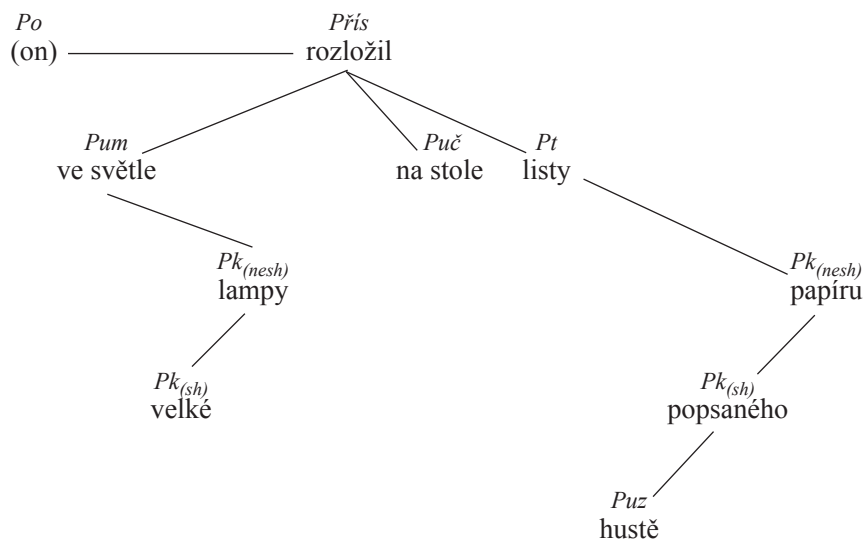 Po Přís
(on) rozložil
Pum Puč Pt
ve světle na stole listy
Pk(nesh) Pk(nesh)
lampy papíru
Pk(sh) Pk(sh)
velké popsaného
Puz
hustě